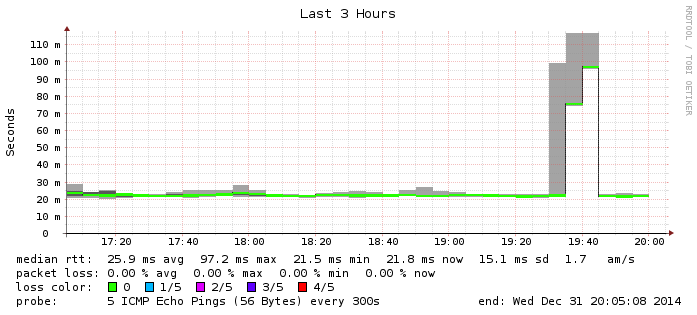 Last 3 Hours
RRDTOOL / TOBI OETIKER
Seconds
110 m
100 m
90 m
80 m
70 m
60 m
50 m
40 m
30 m
20 m
10 m
0
17:20 17:40 18:00 18:20 18:40 19:00 19:20 19:40 20:00
median rtt: 25.9 ms avg 97.2 ms max 21.5 ms min 21.8 ms now 15.1 ms sd 1.7 am/s
packet loss: 0.00 % avg 0.00 % max 0.00 % min 0.00 % now
loss color: 0 1/5 2/5 3/5 4/5
probe: 5 ICMP Echo Pings (56 Bytes) every 300s end: Wed Dec 31 20:05:08 2014